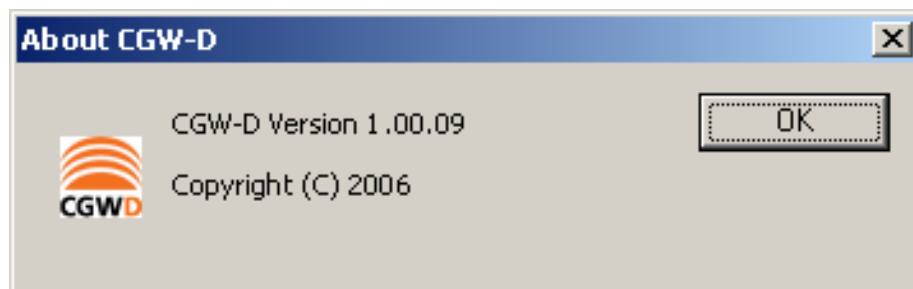 About CGW-D
CGW-D Version 1.00.09
OK
Copyright (C) 2006
CGWD